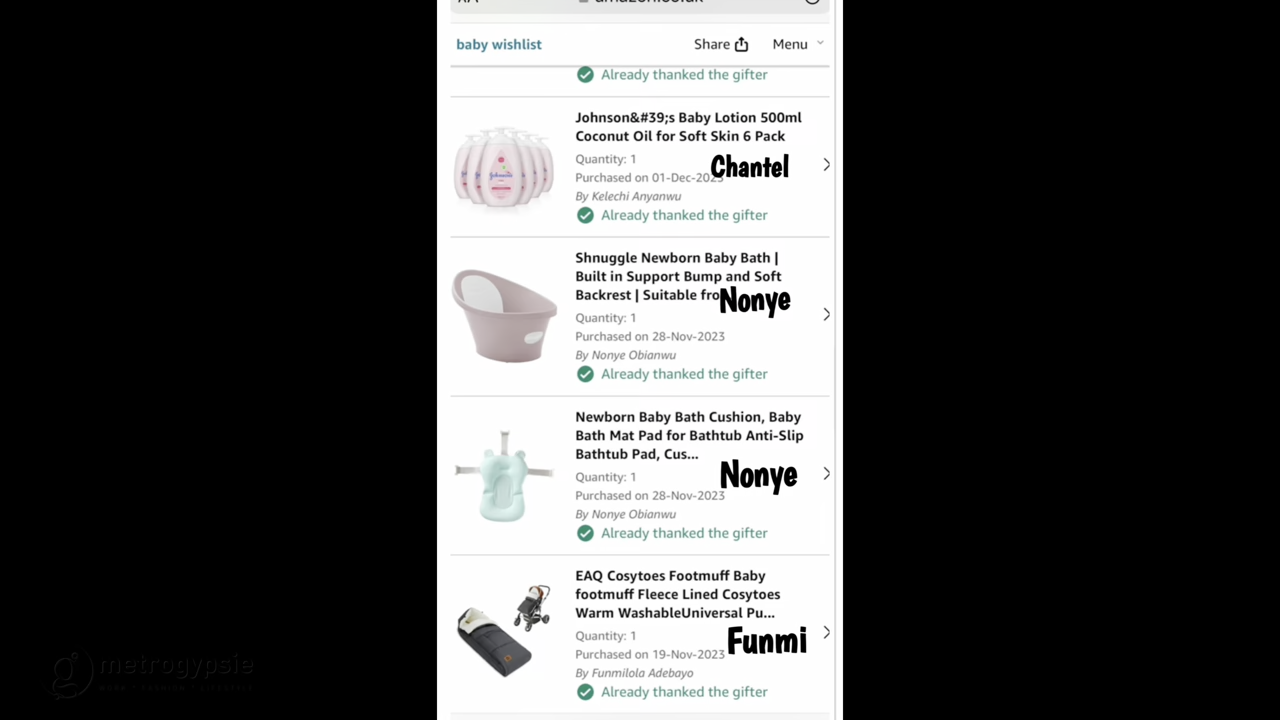 baby wishlist
Share
Menu
Already thanked the gifter
Johnson&#39;s Baby Lotion 500ml
Coconut Oil for Soft Skin 6 Pack
Quantity: 1
Purchased on 01-Dec-2023
Chantel
By Kelechi Anyanwu
Already thanked the gifter
Shnuggle Newborn Baby Bath |
Built in Support Bump and Soft
Backrest | Suitable fro
Nonye
Quantity: 1
Purchased on 28-Nov-2023
By Nonye Obianwu
Already thanked the gifter
Newborn Baby Bath Cushion, Baby
Bath Mat Pad for Bathtub Anti-Slip
Bathtub Pad, Cus...
Quantity: 1
Nonye
Purchased on 28-Nov-2023
By Nonye Obianwu
Already thanked the gifter
EAQ Cosytoes Footmuff Baby
footmuff Fleece Lined Cosytoes
Warm WashableUniversal Pu...
Quantity: 1
Funmi
Purchased on 19-Nov-2023
By Funmilola Adebayo
Already thanked the gifter
metrogypsie